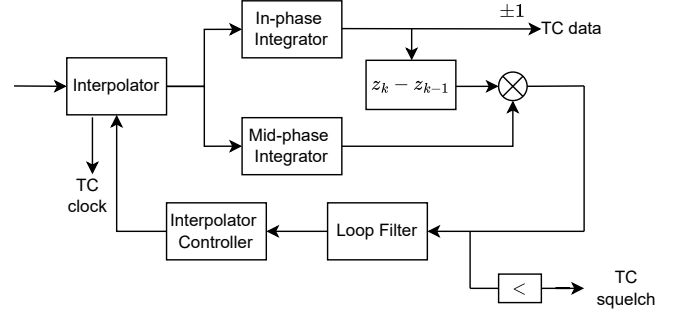 In-phase
Integrator
±1
TC data
Interpolator
z_k − z_{k−1}
Mid-phase
Integrator
TC
clock
Interpolator
Controller
Loop Filter
<
TC
squelch